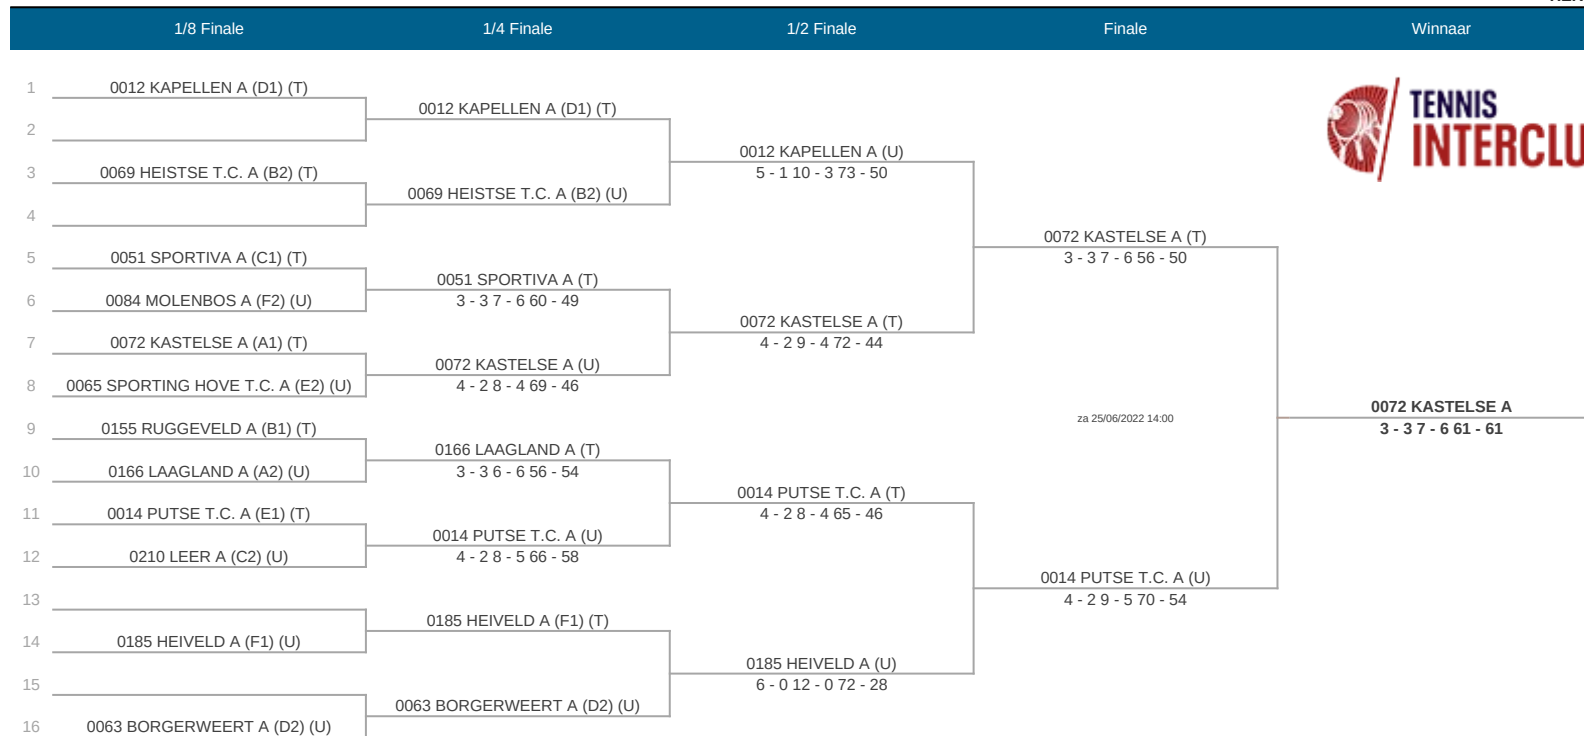 1/8 Finale 1/4 Finale 1/2 Finale Finale Winnaar
1 0012 KAPELLEN A (D1) (T)
0012 KAPELLEN A (D1) (T)
2
0012 KAPELLEN A (U)
3 0069 HEISTSE T.C. A (B2) (T)
5 - 1 10 - 3 73 - 50
0069 HEISTSE T.C. A (B2) (U)
4
0072 KASTELSE A (T)
5 0051 SPORTIVA A (C1) (T)
3 - 3 7 - 6 56 - 50
0051 SPORTIVA A (T)
6 0084 MOLENBOS A (F2) (U)
3 - 3 7 - 6 60 - 49
0072 KASTELSE A (T)
7 0072 KASTELSE A (A1) (T)
4 - 2 9 - 4 72 - 44
0072 KASTELSE A (U)
8 0065 SPORTING HOVE T.C. A (E2) (U)
4 - 2 8 - 4 69 - 46
0072 KASTELSE A
za 25/06/2022 14:00
9 0155 RUGGEVELD A (B1) (T)
3 - 3 7 - 6 61 - 61
0166 LAAGLAND A (T)
10 0166 LAAGLAND A (A2) (U)
3 - 3 6 - 6 56 - 54
0014 PUTSE T.C. A (T)
11 0014 PUTSE T.C. A (E1) (T)
4 - 2 8 - 4 65 - 46
0014 PUTSE T.C. A (U)
12 0210 LEER A (C2) (U)
4 - 2 8 - 5 66 - 58
0014 PUTSE T.C. A (U)
13
4 - 2 9 - 5 70 - 54
0185 HEIVELD A (F1) (T)
14 0185 HEIVELD A (F1) (U)
0185 HEIVELD A (U)
15
6 - 0 12 - 0 72 - 28
0063 BORGERWEERT A (D2) (U)
16 0063 BORGERWEERT A (D2) (U)
TENNIS
INTERCLU